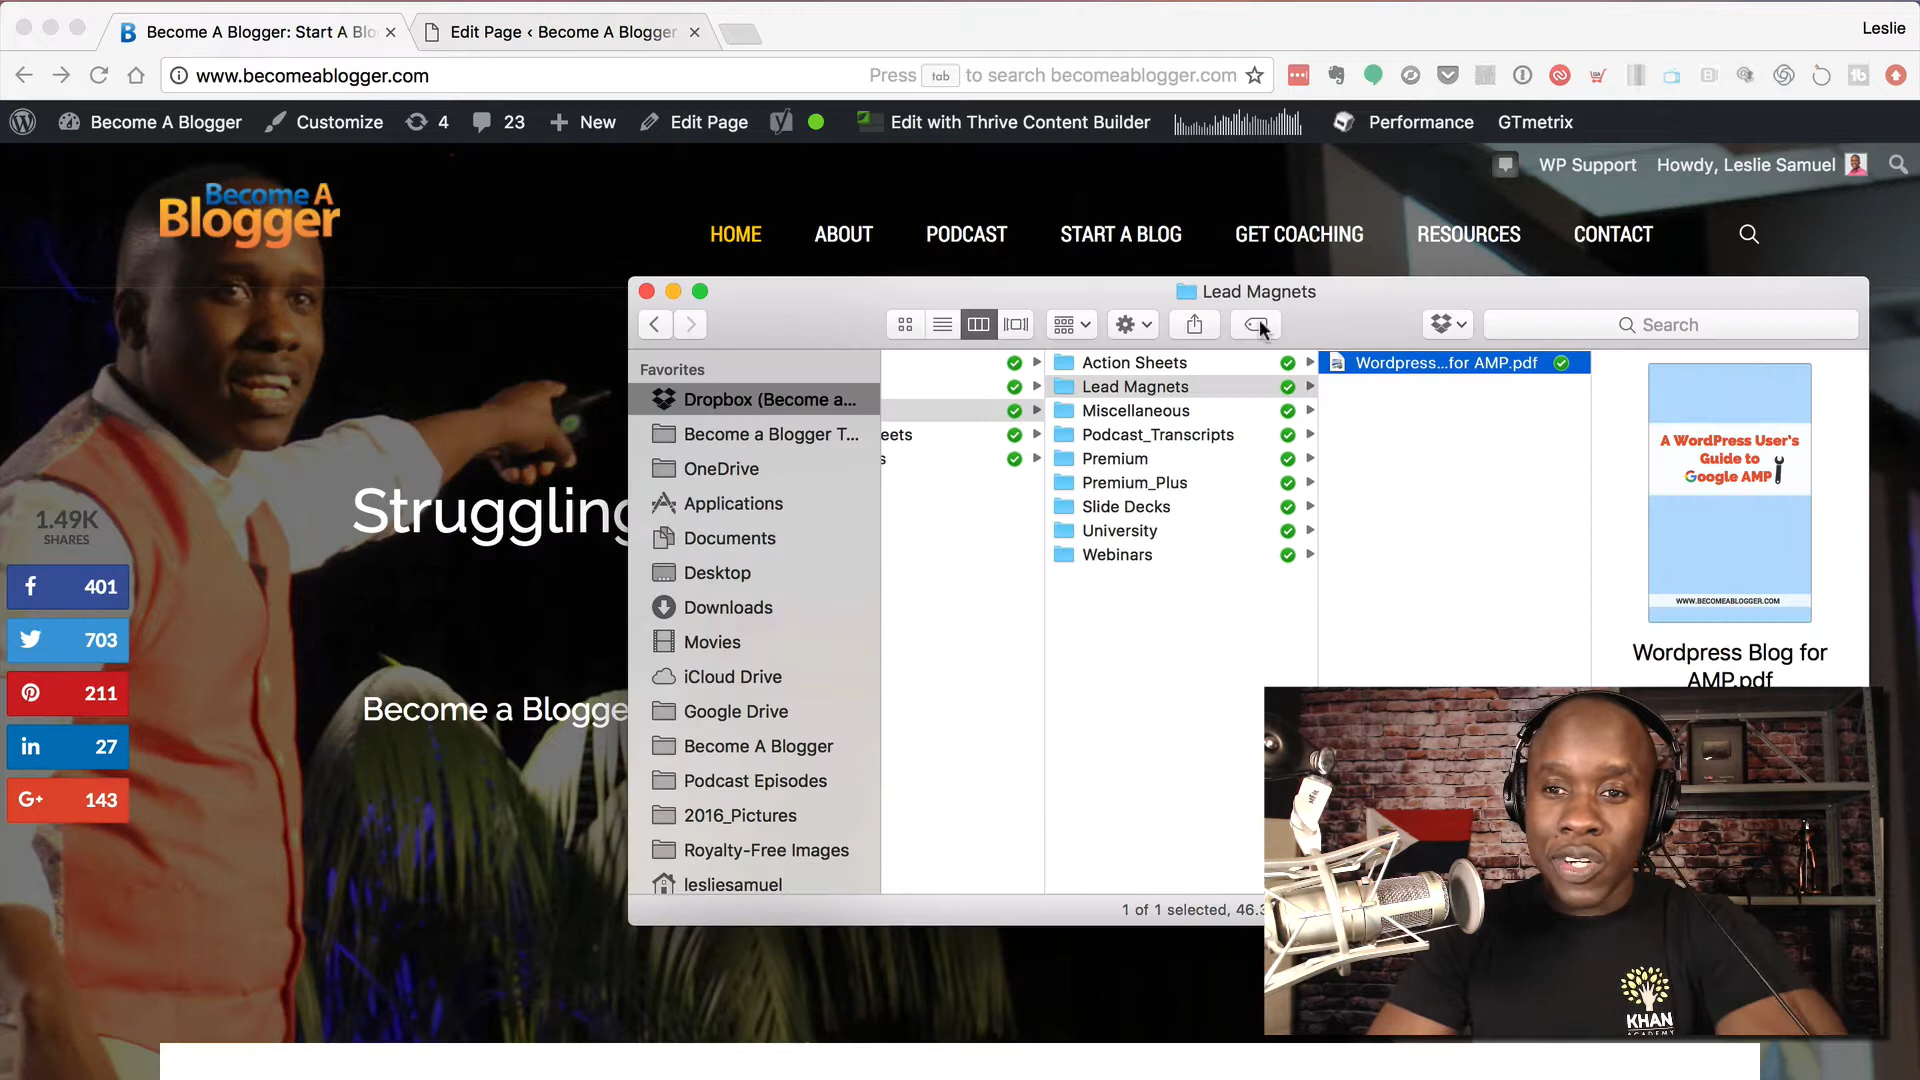 Become A Blogger: Start A Blo
Edit Page ‹ Become A Blogger
Leslie
www.becomeablogger.com
Press tab to search becomeablogger.com
Become A Blogger
Customize
4
23
New
Edit Page
Edit with Thrive Content Builder
Performance
GTmetrix
WP Support
Howdy, Leslie Samuel
Become A
Blogger
HOME
ABOUT
PODCAST
START A BLOG
GET COACHING
RESOURCES
CONTACT
Struggling
Become a Blogge
1.49K
SHARES
401
703
211
27
143
Lead Magnets
Search
Favorites
Dropbox (Become a...
Become a Blogger T...
OneDrive
Applications
Documents
Desktop
Downloads
Movies
iCloud Drive
Google Drive
Become A Blogger
Podcast Episodes
2016_Pictures
Royalty-Free Images
lesliesamuel
eets
s
Action Sheets
Lead Magnets
Miscellaneous
Podcast_Transcripts
Premium
Premium_Plus
Slide Decks
University
Webinars
Wordpress...for AMP.pdf
A WordPress User's
Guide to
Google AMP
WWW.BECOMEABLOGGER.COM
Wordpress Blog for
AMP.pdf
1 of 1 selected, 46.3
KHAN
ACADEMY